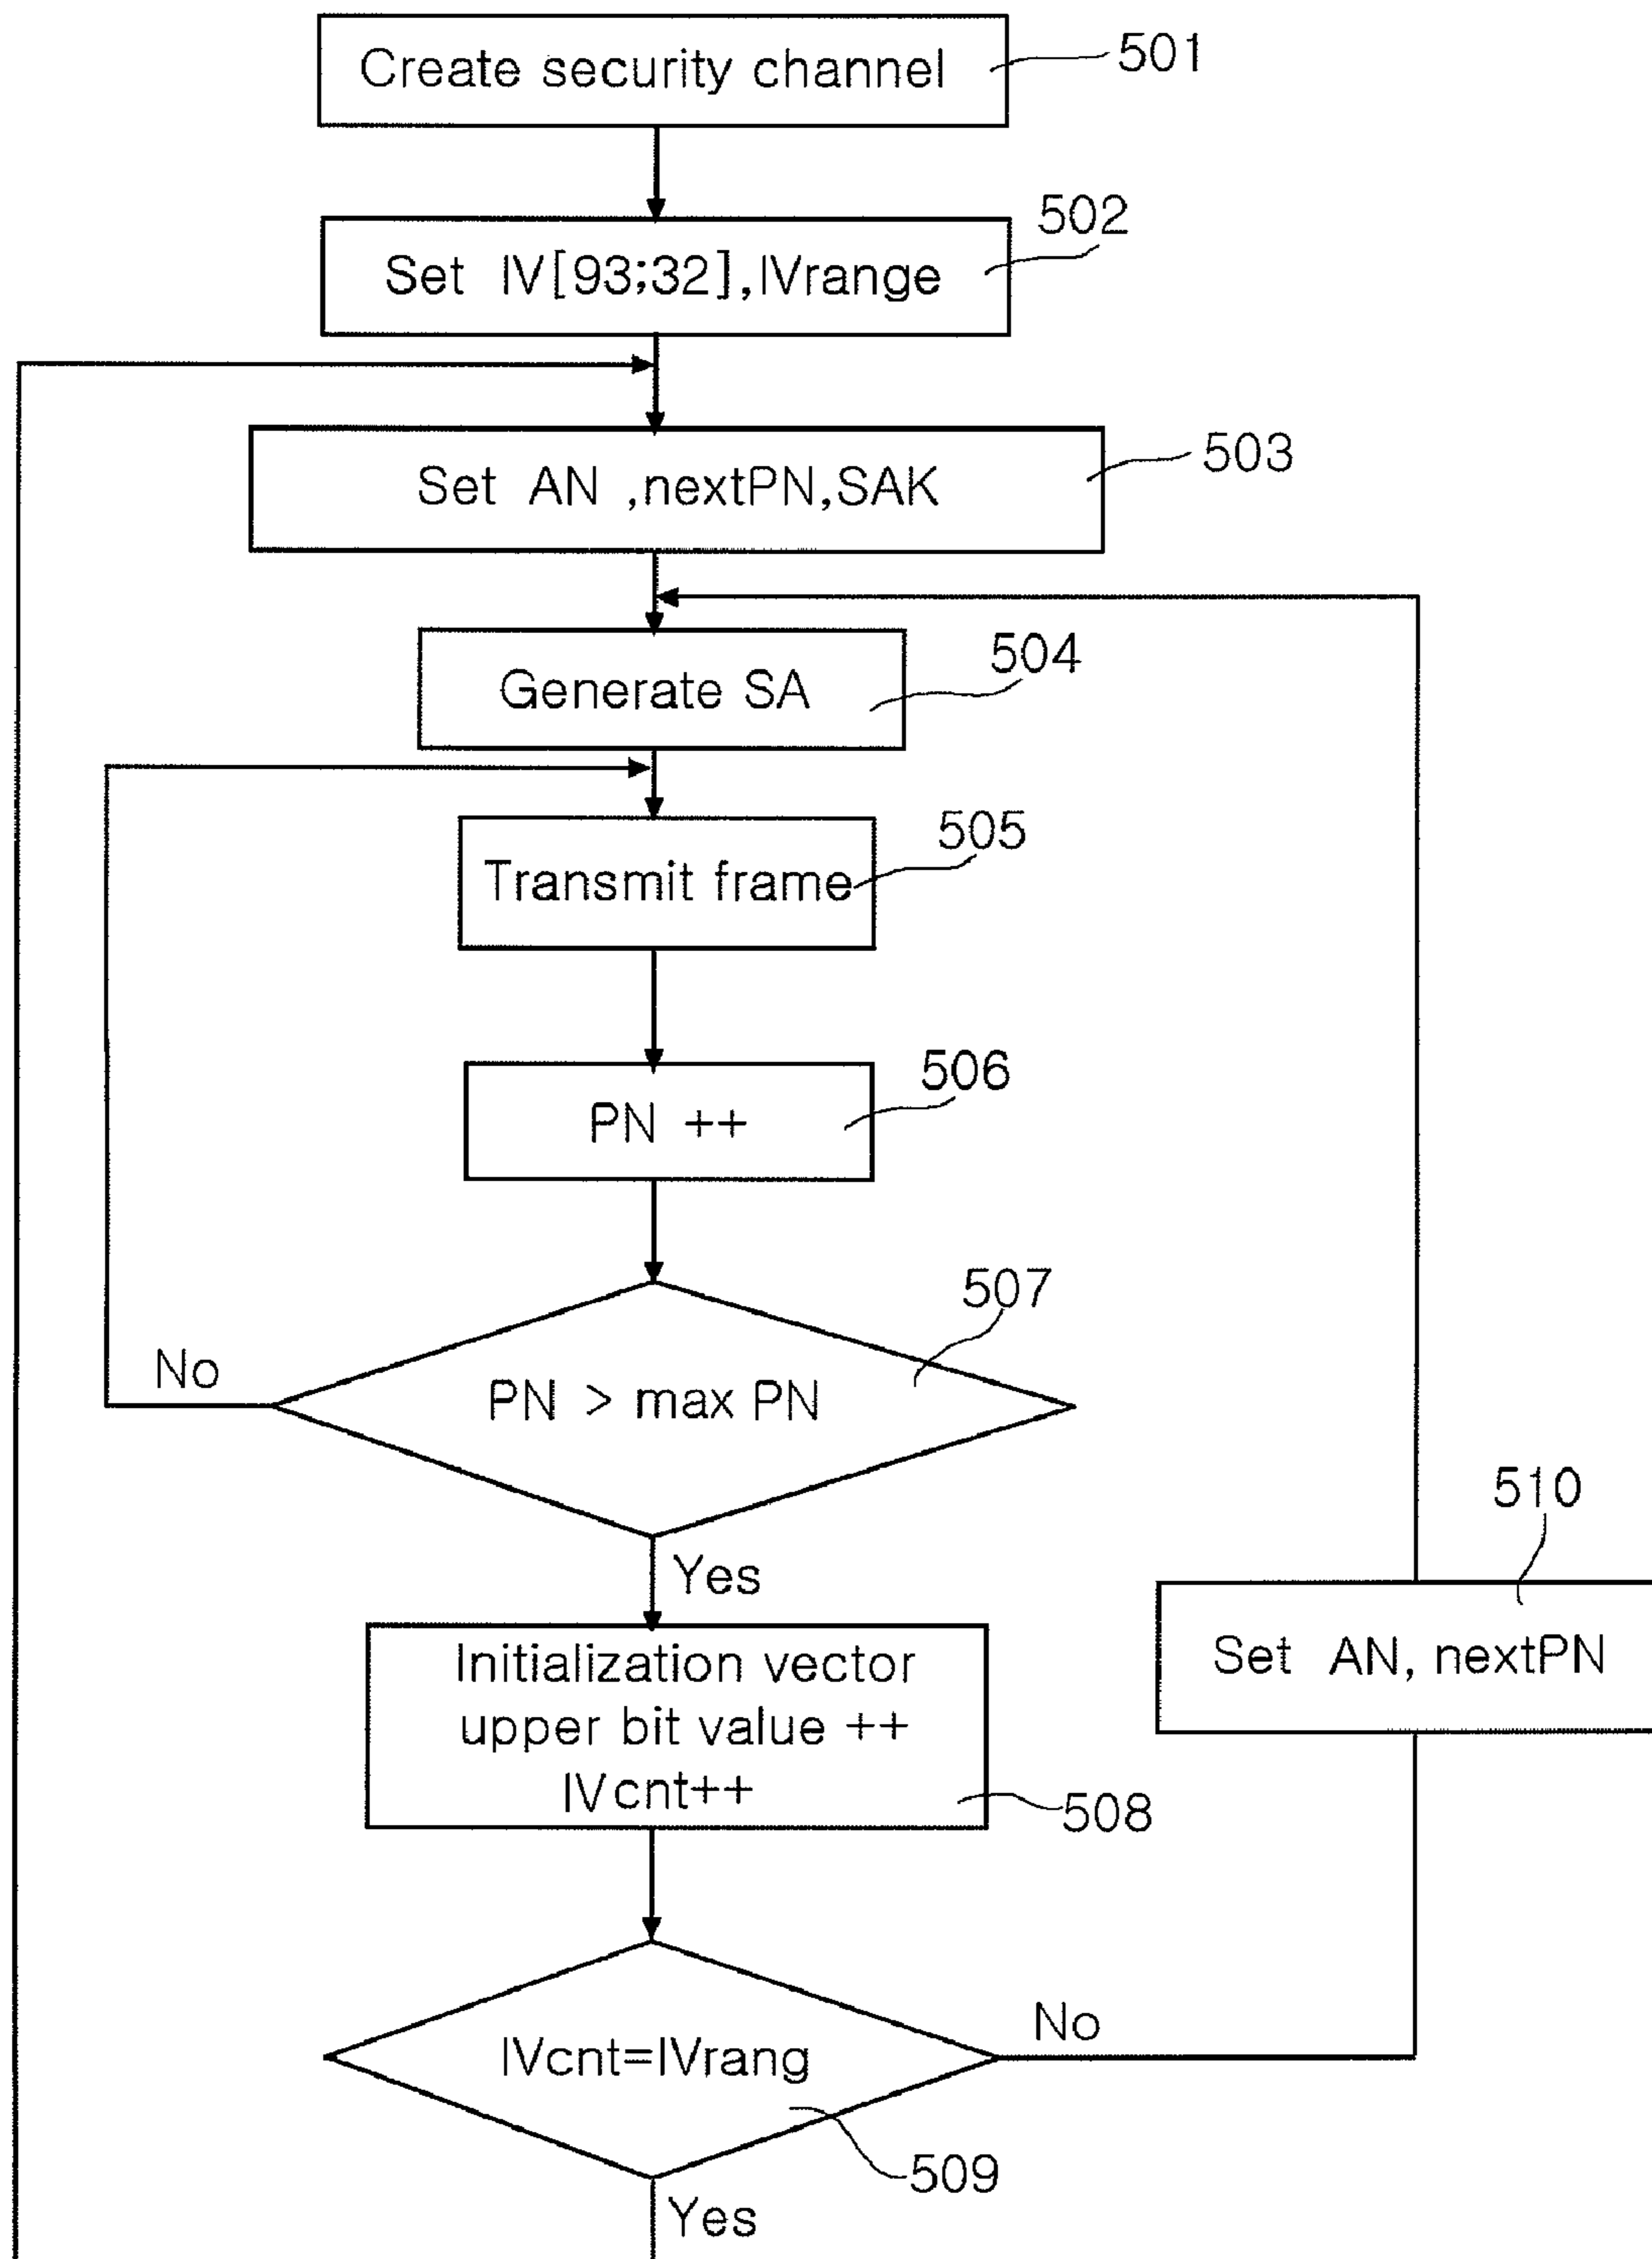 Create security channel
501
502
Set IV[93;32],IVrange
503
Set AN ,nextPN,SAK
504
Generate SA
505
Transmit frame
506
PN ++
507
No
PN > max PN
510
Yes
Set AN, nextPN
Initialization vector
upper bit value ++
IVcnt++
508
No
IVcnt=IVrang
509
Yes